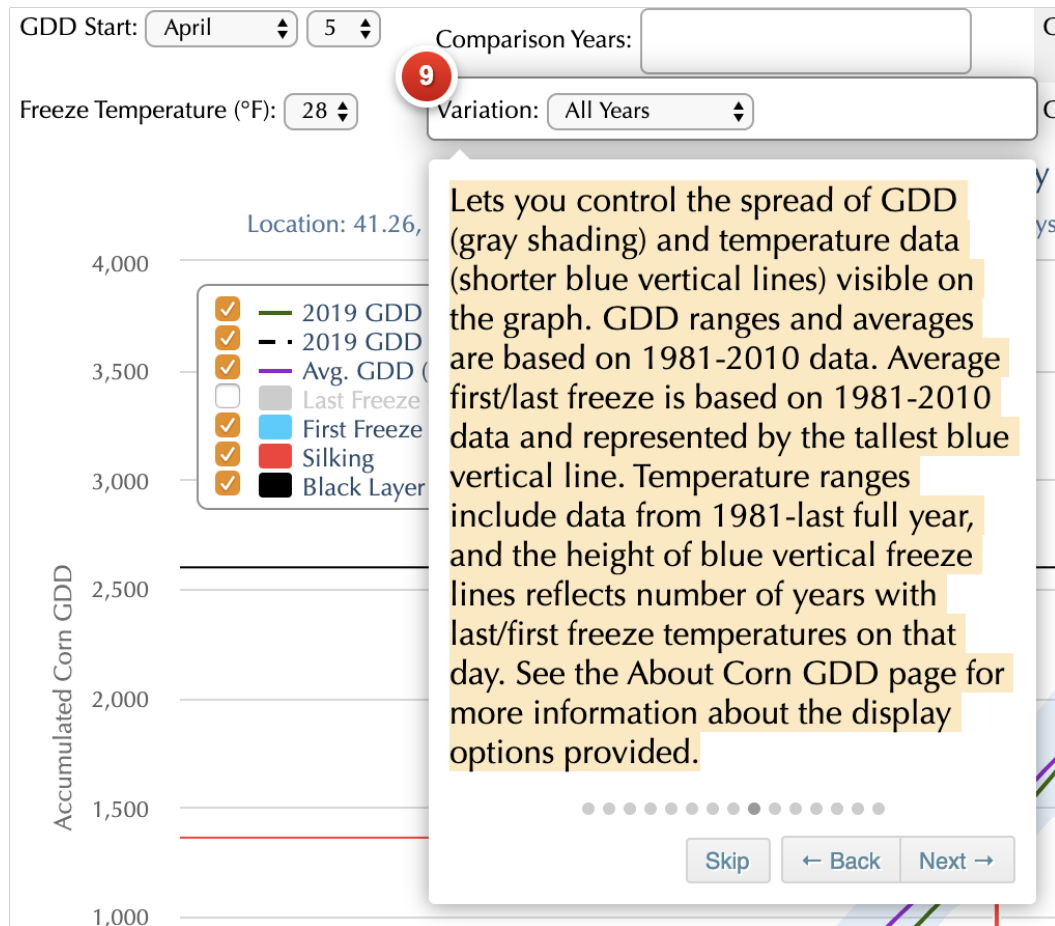 GDD Start: April 5
Comparison Years:
9
Freeze Temperature (°F): 28
Variation: All Years
Location: 41.26,
Lets you control the spread of GDD
(gray shading) and temperature data
(shorter blue vertical lines) visible on
the graph. GDD ranges and averages
are based on 1981-2010 data. Average
first/last freeze is based on 1981-2010
data and represented by the tallest blue
vertical line. Temperature ranges
include data from 1981-last full year,
and the height of blue vertical freeze
lines reflects number of years with
last/first freeze temperatures on that
day. See the About Corn GDD page for
more information about the display
options provided.
Skip
← Back
Next →
4,000
3,500
3,000
2,500
2,000
1,500
1,000
Accumulated Corn GDD
2019 GDD
2019 GDD
Avg. GDD (
Last Freeze
First Freeze
Silking
Black Layer